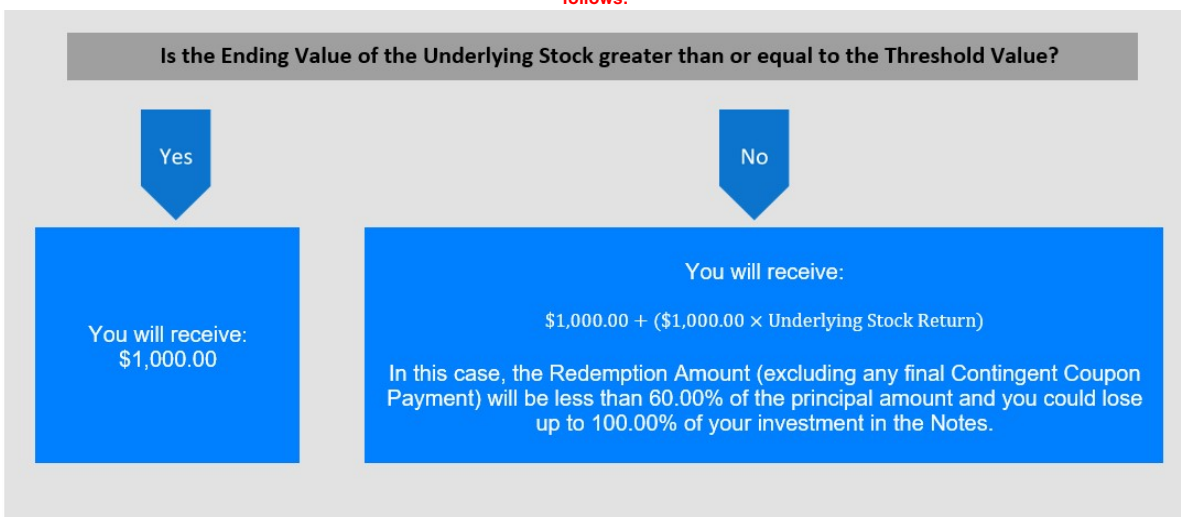 follows:
Is the Ending Value of the Underlying Stock greater than or equal to the Threshold Value?
Yes
No
You will receive:
$1,000.00
You will receive:
$1,000.00 + ($1,000.00 × Underlying Stock Return)
In this case, the Redemption Amount (excluding any final Contingent Coupon
Payment) will be less than 60.00% of the principal amount and you could lose
up to 100.00% of your investment in the Notes.